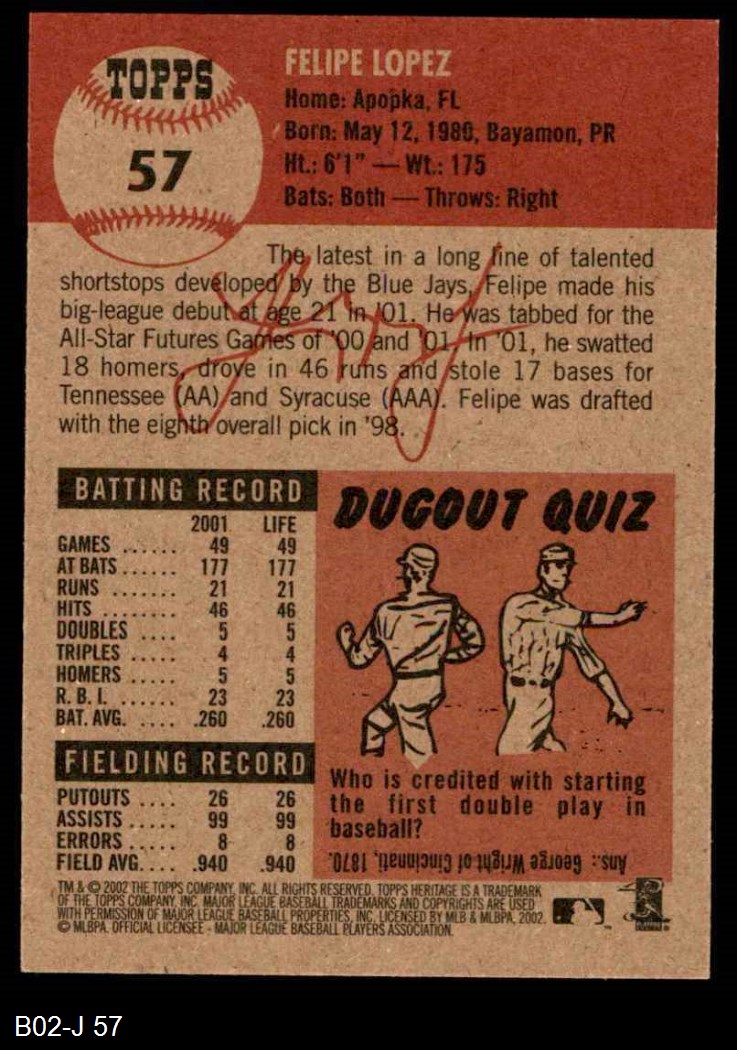 TOPPS
57
FELIPE LOPEZ
Home: Apopka, FL
Born: May 12, 1980, Bayamon, PR
Ht.: 6'1" — Wt.: 175
Bats: Both — Throws: Right
The latest in a long line of talented
shortstops developed by the Blue Jays, Felipe made his
big-league debut at age 21 in '01. He was tabbed for the
All-Star Futures Games of '00 and '01. In '01, he swatted
18 homers, drove in 46 runs and stole 17 bases for
Tennessee (AA) and Syracuse (AAA). Felipe was drafted
with the eighth overall pick in '98.
BATTING RECORD
2001 LIFE
GAMES ...... 49 49
AT BATS ...... 177 177
RUNS ...... 21 21
HITS ...... 46 46
DOUBLES .... 5 5
TRIPLES ..... 4 4
HOMERS ..... 5 5
R. B. I. ...... 23 23
BAT. AVG. .... .260 .260
FIELDING RECORD
PUTOUTS .... 26 26
ASSISTS ..... 99 99
ERRORS .... 8 8
FIELD AVG. ... .940 .940
DUGOUT QUIZ
Who is credited with starting
the first double play in
baseball?
Ans.: George Wright of Cincinnati, 1870.
TM & © 2002 THE TOPPS COMPANY, INC. ALL RIGHTS RESERVED. TOPPS HERITAGE IS A TRADEMARK
OF THE TOPPS COMPANY, INC. MAJOR LEAGUE BASEBALL TRADEMARKS AND COPYRIGHTS ARE USED
WITH PERMISSION OF MAJOR LEAGUE BASEBALL PROPERTIES, INC. LICENSED BY MLB & MLBPA, 2002.
© MLBPA. OFFICIAL LICENSEE - MAJOR LEAGUE BASEBALL PLAYERS ASSOCIATION.
B02-J 57